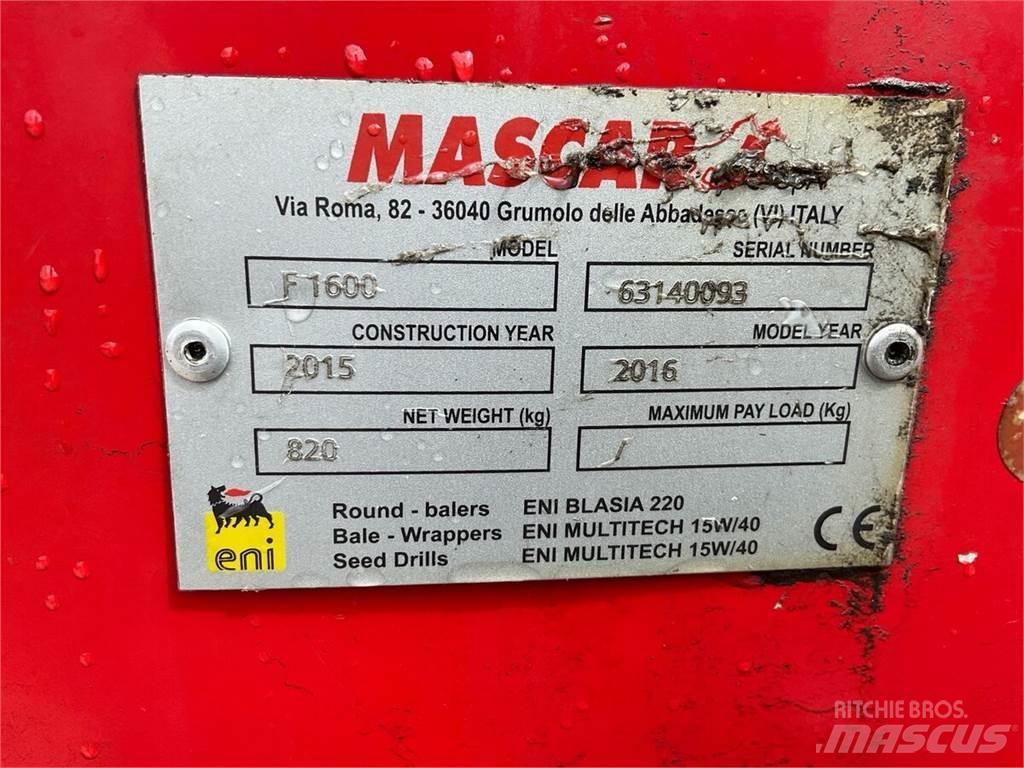 MASCAR SpA
Via Roma, 82 - 36040 Grumolo delle Abbadesse (VI) ITALY
MODEL SERIAL NUMBER
F 1600 63140093
CONSTRUCTION YEAR MODEL YEAR
2015 2016
NET WEIGHT (kg) MAXIMUM PAY LOAD (Kg)
820 /
Round - balers ENI BLASIA 220
Bale - Wrappers ENI MULTITECH 15W/40
Seed Drills ENI MULTITECH 15W/40
eni
CE
RITCHIE BROS.
MASCUS